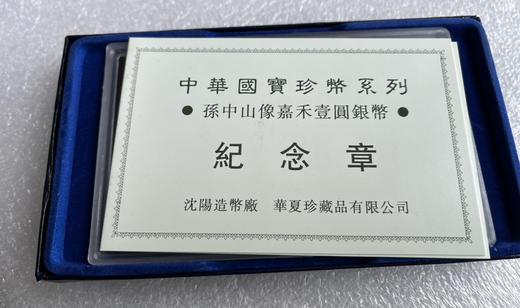 中華國寶珍幣系列
● 孫中山像嘉禾壹圓銀幣 ●
紀念章
沈陽造幣廠 華夏珍藏品有限公司